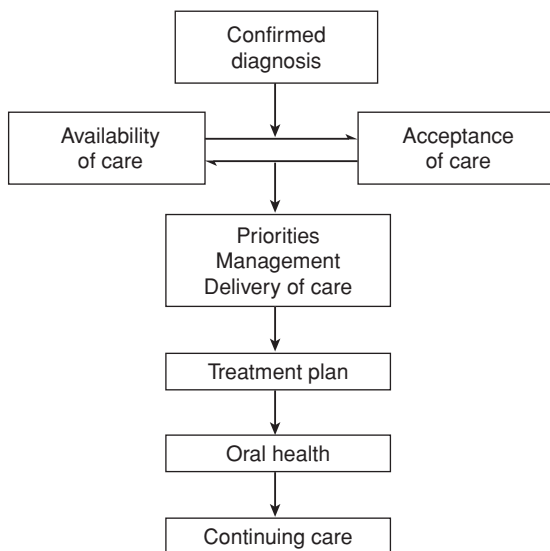 Confirmed
diagnosis
Availability
of care
Acceptance
of care
Priorities
Management
Delivery of care
Treatment plan
Oral health
Continuing care